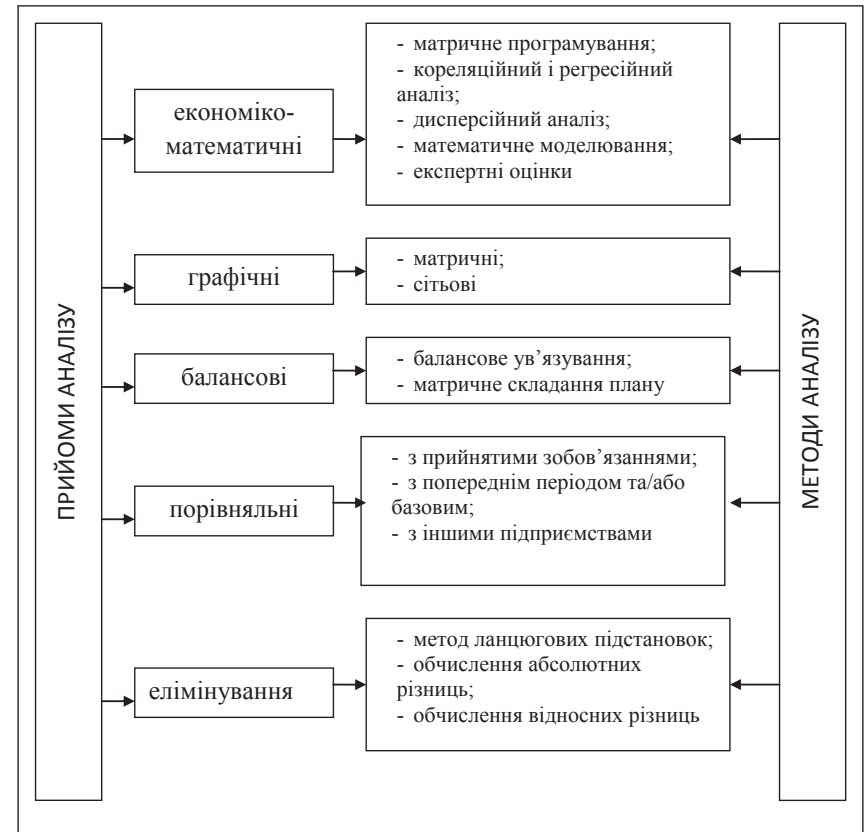 ПРИЙОМИ АНАЛІЗУ
економіко-
математичні
- матричне програмування;
- кореляційний і регресійний
аналіз;
- дисперсійний аналіз;
- математичне моделювання;
- експертні оцінки
графічні
- матричні;
- сітьові
балансові
- балансове ув’язування;
- матричне складання плану
порівняльні
- з прийнятими зобов’язаннями;
- з попереднім періодом та/або
базовим;
- з іншими підприємствами
елімінування
- метод ланцюгових підстановок;
- обчислення абсолютних
різниць;
- обчислення відносних різниць
МЕТОДИ АНАЛІЗУ